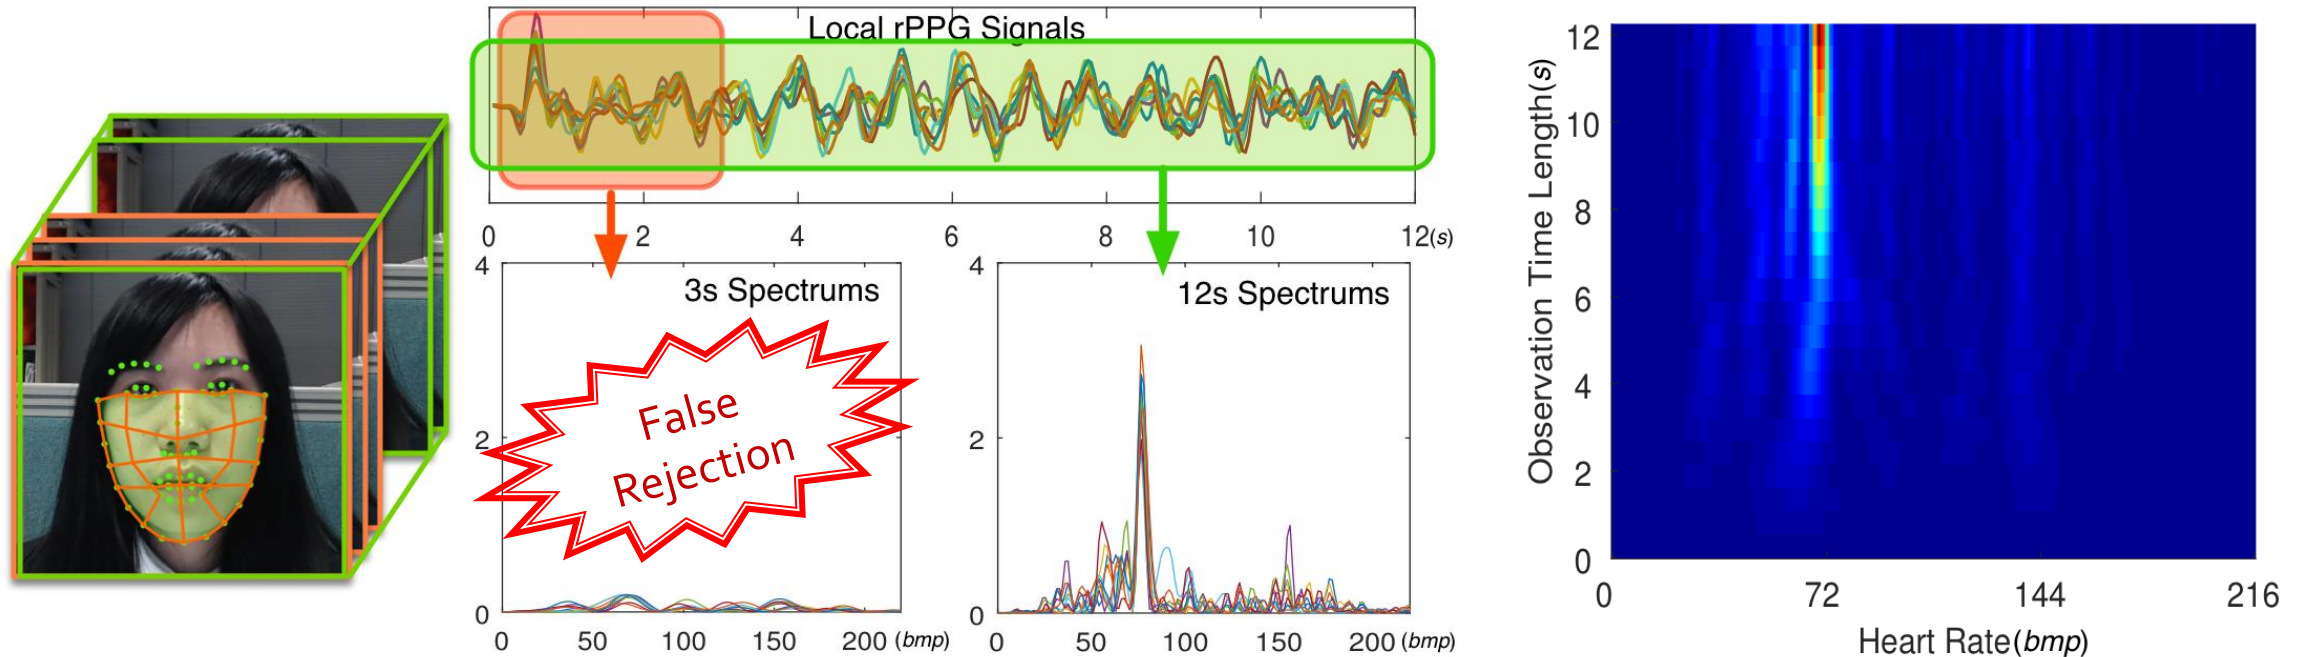 Local rPPG Signals
0 2 4 6 8 10 12(s)
3s Spectrums
4
2
0
0 50 100 150 200 (bmp)
False
Rejection
12s Spectrums
4
2
0
0 50 100 150 200 (bmp)
Observation Time Length(s)
12
10
8
6
4
2
0
0 72 144 216
Heart Rate(bmp)